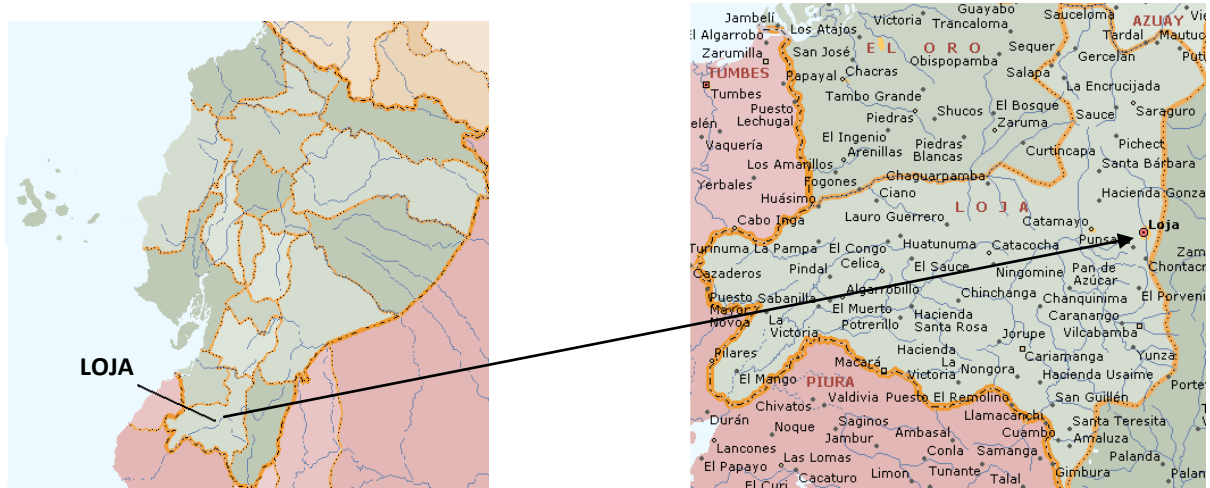 LOJA
Jambelí
Victoria
Guayabo
Trancaloma
Sauceloma
AZUAY
El Algarrobo
Los Atajos
Tardal
Mautuc
Zarumilla
San José
EL ORO
Sequer
Gercelán
Obispopamba
Salapa
TUMBES
Papayal
Chacras
La Encrucijada
Tumbes
Tambo Grande
El Bosque
Saraguro
Puesto
Lechugal
Piedras
Shucos
Zaruma
Sauce
Vaquería
El Ingenio
Piedras
Blancas
Curtincapa
Pichect
Arenillas
Los Amarillos
Santa Bárbara
Yerbales
Fogones
Chaguarpamba
Huásimo
Ciano
Hacienda Gonza
LOJA
Cabo Inga
Lauro Guerrero
Catamayo
Loja
Punsa
Turinuma
La Pampa
El Congo
Huatunuma
Catacocha
Cazaderos
Pindal
Celica
El Sauce
Ningomine
Pan de
Azúcar
Chontacr
Puesto
Mayor
Novoa
Sabanilla
Algarrobillo
Chinchanga
Chanquinima
El Porveni
La
Victoria
El Muerto
Hacienda
Santa Rosa
Caranango
Potrerillo
Jorupe
Vilcabamba
Pilares
Macará
Hacienda
La
Victoria
Cariamanga
Yunza
El Mango
Nongora
Hacienda Usaime
PIURA
Valdivia
Puesto
El Remolino
San Guillén
Chivatos
Llamacanchi
Durán
Noque
Saginos
Ambasal
Cuambo
Santa Teresita
Lancones
Jambur
Conla
Samanga
Amaluza
El Papayo
Las Lomas
Limon
Tunante
Talal
Gimbura
Palanda
El Curi
Cacaturo